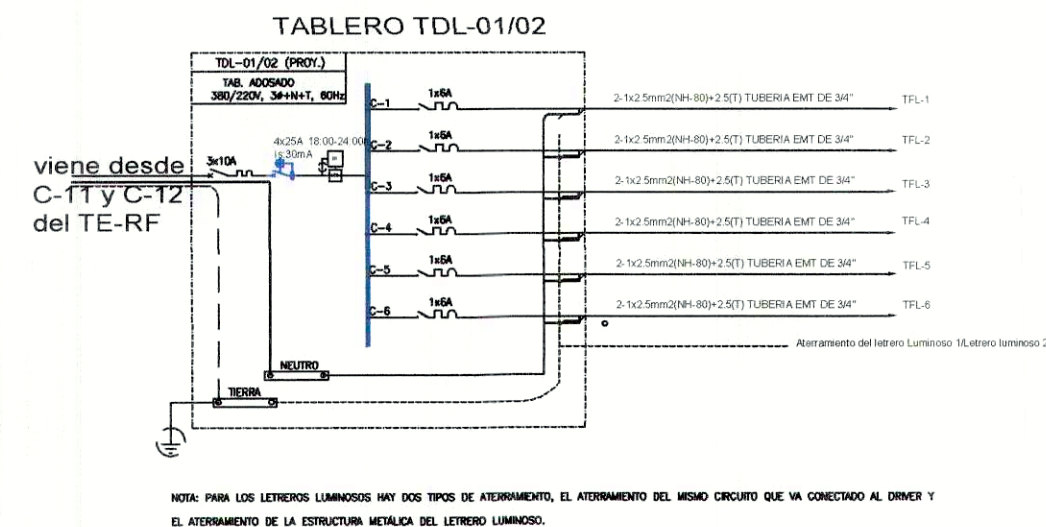 TABLERO TDL-01/02
TDL-01/02 (PROY.)
TAB. ADOSADO
380/220V, 3Ø+N+T, 60Hz
viene desde
C-11 y C-12
del TE-RF
3x10A
4x25A 18:00-24:00h
Is:30mA
C-1 1x6A 2-1x2.5mm2(NH-80)+2.5(T) TUBERIA EMT DE 3/4" TFL-1
C-2 1x6A 2-1x2.5mm2(NH-80)+2.5(T) TUBERIA EMT DE 3/4" TFL-2
C-3 1x6A 2-1x2.5mm2(NH-80)+2.5(T) TUBERIA EMT DE 3/4" TFL-3
C-4 1x6A 2-1x2.5mm2(NH-80)+2.5(T) TUBERIA EMT DE 3/4" TFL-4
C-5 1x6A 2-1x2.5mm2(NH-80)+2.5(T) TUBERIA EMT DE 3/4" TFL-5
C-6 1x6A 2-1x2.5mm2(NH-80)+2.5(T) TUBERIA EMT DE 3/4" TFL-6
Aterramiento del letrero Luminoso 1/Letrero luminoso 2
NEUTRO
TIERRA
NOTA: PARA LOS LETREROS LUMINOSOS HAY DOS TIPOS DE ATERRAMIENTO, EL ATERRAMIENTO DEL MISMO CIRCUITO QUE VA CONECTADO AL DRIVER Y
EL ATERRAMIENTO DE LA ESTRUCTURA METÁLICA DEL LETRERO LUMINOSO.